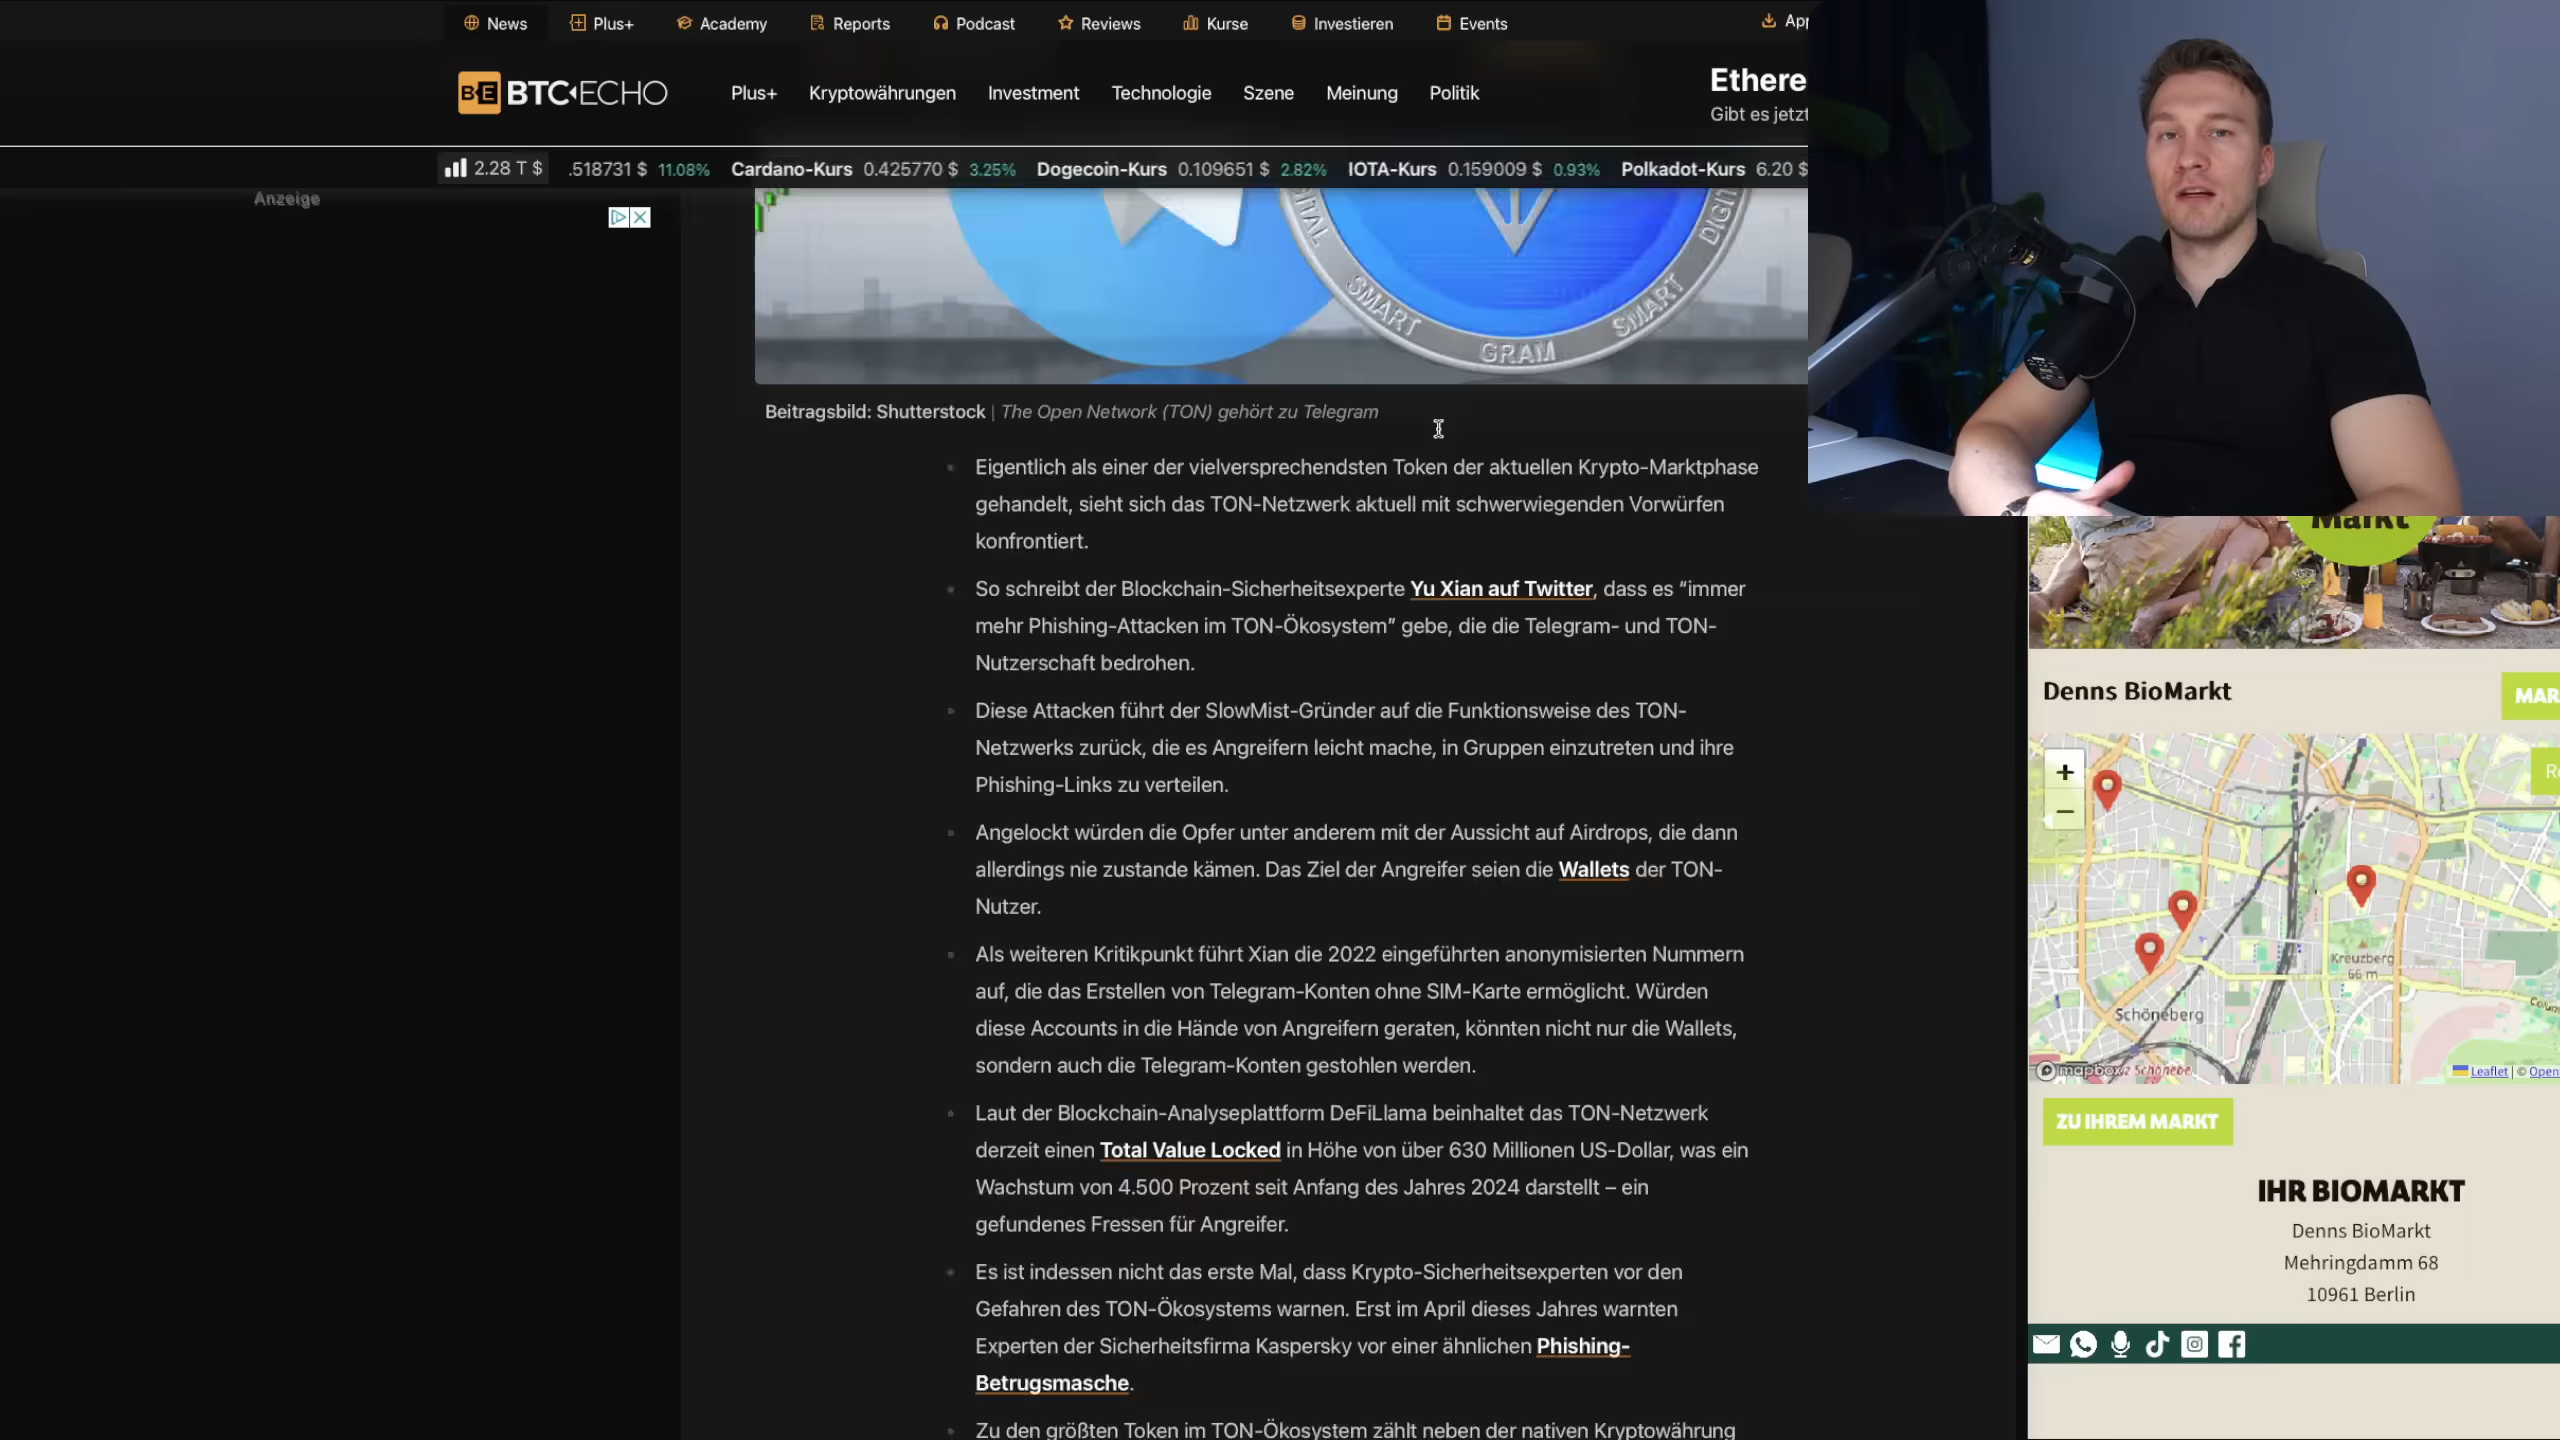 News
Plus+
Academy
Reports
Podcast
Reviews
Kurse
Investieren
Events
BE BTC-ECHO
Plus+
Kryptowährungen
Investment
Technologie
Szene
Meinung
Politik
Gibt es jetzt
2.28 T $
.518731 $ 11.08%
Cardano-Kurs 0.425770 $ 3.25%
Dogecoin-Kurs 0.109651 $ 2.82%
IOTA-Kurs 0.159009 $ 0.93%
Polkadot-Kurs 6.20 $
Anzeige
SMART GRAM SMART
Beitragsbild: Shutterstock | The Open Network (TON) gehört zu Telegram
Eigentlich als einer der vielversprechendsten Token der aktuellen Krypto-Marktphase
gehandelt, sieht sich das TON-Netzwerk aktuell mit schwerwiegenden Vorwürfen
konfrontiert.
So schreibt der Blockchain-Sicherheitsexperte Yu Xian auf Twitter, dass es “immer
mehr Phishing-Attacken im TON-Ökosystem” gebe, die die Telegram- und TON-
Nutzerschaft bedrohen.
Diese Attacken führt der SlowMist-Gründer auf die Funktionsweise des TON-
Netzwerks zurück, die es Angreifern leicht mache, in Gruppen einzutreten und ihre
Phishing-Links zu verteilen.
Angelockt würden die Opfer unter anderem mit der Aussicht auf Airdrops, die dann
allerdings nie zustande kämen. Das Ziel der Angreifer seien die Wallets der TON-
Nutzer.
Als weiteren Kritikpunkt führt Xian die 2022 eingeführten anonymisierten Nummern
auf, die das Erstellen von Telegram-Konten ohne SIM-Karte ermöglicht. Würden
diese Accounts in die Hände von Angreifern geraten, könnten nicht nur die Wallets,
sondern auch die Telegram-Konten gestohlen werden.
Laut der Blockchain-Analyseplattform DeFiLlama beinhaltet das TON-Netzwerk
derzeit einen Total Value Locked in Höhe von über 630 Millionen US-Dollar, was ein
Wachstum von 4.500 Prozent seit Anfang des Jahres 2024 darstellt – ein
gefundenes Fressen für Angreifer.
Es ist indessen nicht das erste Mal, dass Krypto-Sicherheitsexperten vor den
Gefahren des TON-Ökosystems warnen. Erst im April dieses Jahres warnten
Experten der Sicherheitsfirma Kaspersky vor einer ähnlichen Phishing-
Betrugsmasche.
Zu den größten Token im TON-Ökosystem zählt neben der nativen Kryptowährung
Markt
Denns BioMarkt
+
−
Kreuzberg
66 m
Schöneberg
mapbox
Leaflet | © Open
ZU IHREM MARKT
IHR BIOMARKT
Denns BioMarkt
Mehringdamm 68
10961 Berlin